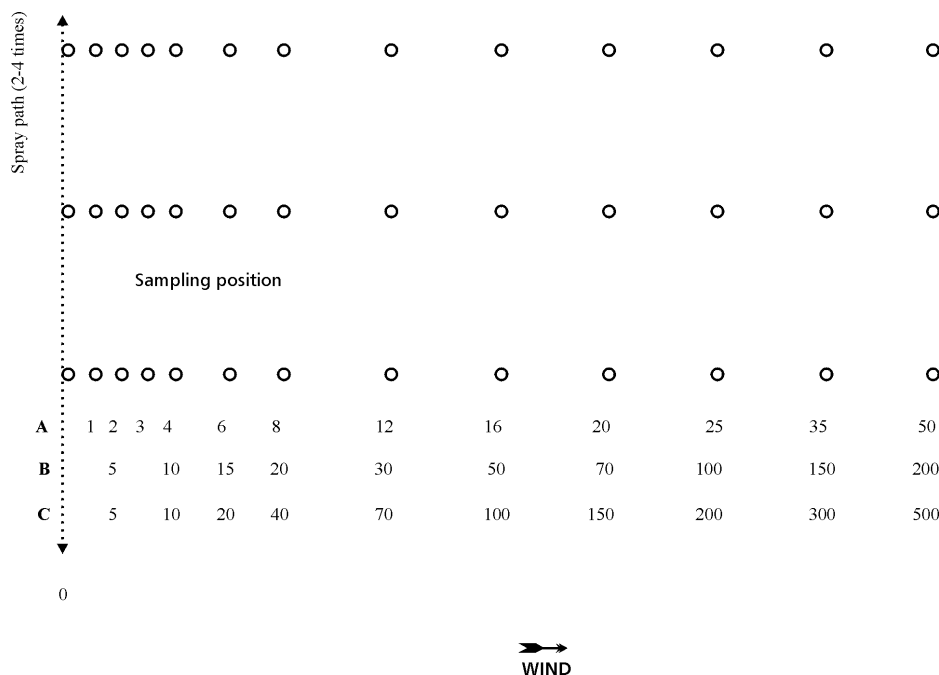 Spray path (2-4 times)
Sampling position
A 1 2 3 4 6 8 12 16 20 25 35 50
B 5 10 15 20 30 50 70 100 150 200
C 5 10 20 40 70 100 150 200 300 500
0
WIND